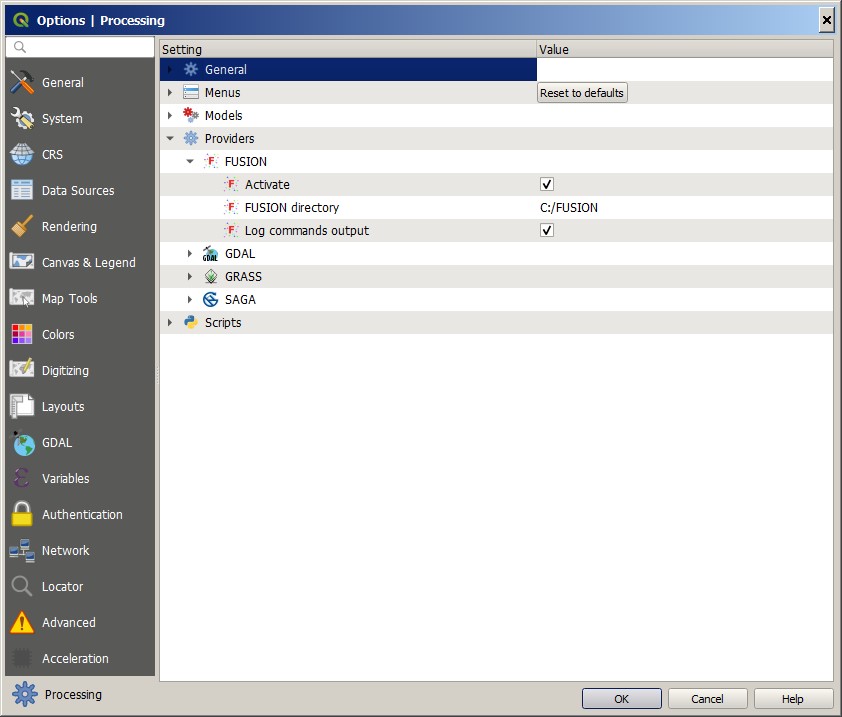 Options | Processing
Setting Value
General
Menus Reset to defaults
Models
Providers
FUSION
Activate
FUSION directory C:/FUSION
Log commands output
GDAL
GRASS
SAGA
Scripts
General
System
CRS
Data Sources
Rendering
Canvas & Legend
Map Tools
Colors
Digitizing
Layouts
GDAL
Variables
Authentication
Network
Locator
Advanced
Acceleration
Processing
OK Cancel Help